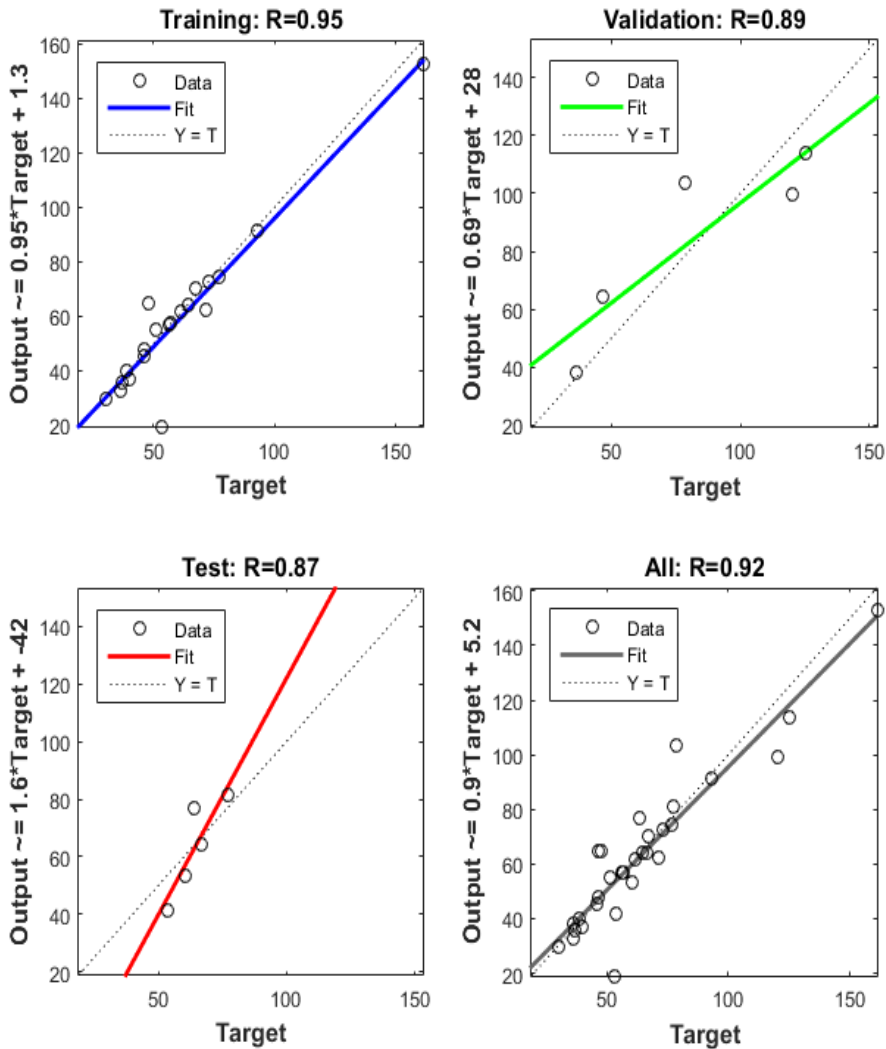 Training: R=0.95
Output ~= 0.95*Target + 1.3
160
140
120
100
80
60
40
20
Data
Fit
Y = T
50
100
150
Target
Validation: R=0.89
Output ~= 0.69*Target + 28
140
120
100
80
60
40
20
Data
Fit
Y = T
50
100
150
Target
Test: R=0.87
Output ~= 1.6*Target + -42
140
120
100
80
60
40
20
Data
Fit
Y = T
50
100
150
Target
All: R=0.92
Output ~= 0.9*Target + 5.2
160
140
120
100
80
60
40
20
Data
Fit
Y = T
50
100
150
Target